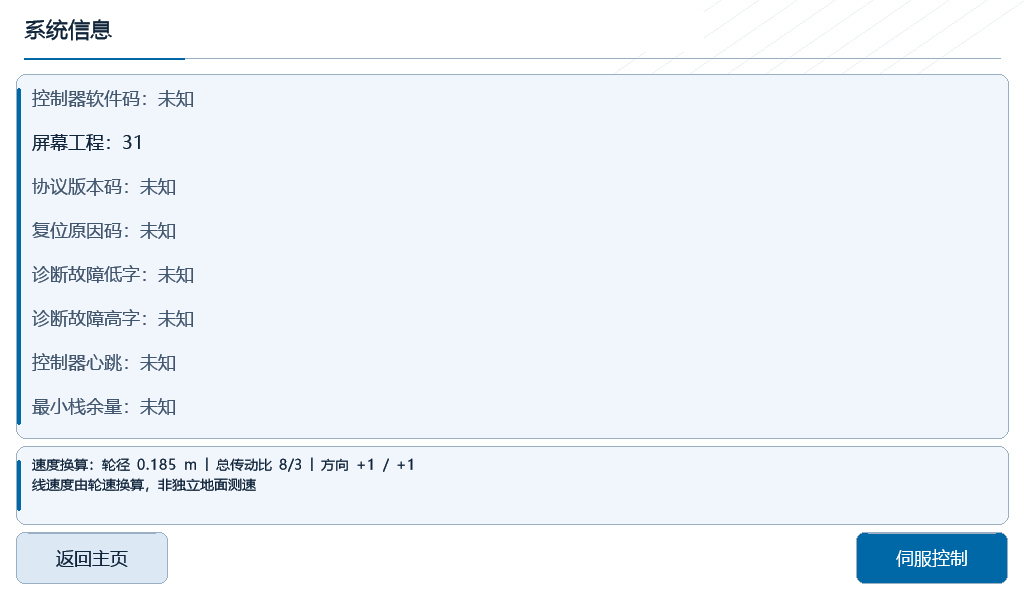 系统信息
控制器软件码：未知
屏幕工程：31
协议版本码：未知
复位原因码：未知
诊断故障低字：未知
诊断故障高字：未知
控制器心跳：未知
最小栈余量：未知
速度换算：轮径 0.185 m | 总传动比 8/3 | 方向 +1 / +1
线速度由轮速换算，非独立地面测速
返回主页
伺服控制